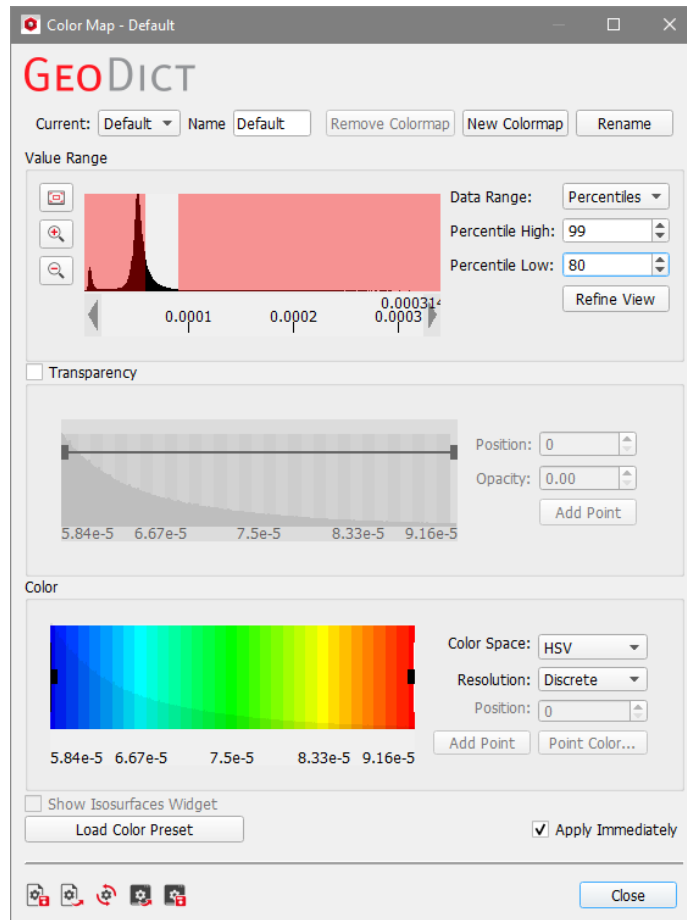 Color Map - Default
GEODICT
Current: Default Name Default Remove Colormap New Colormap Rename
Value Range
Data Range: Percentiles
Percentile High: 99
Percentile Low: 80
Refine View
0.000314
0.0001 0.0002 0.0003
Transparency
Position: 0
Opacity: 0.00
Add Point
5.84e-5 6.67e-5 7.5e-5 8.33e-5 9.16e-5
Color
Color Space: HSV
Resolution: Discrete
Position: 0
Add Point Point Color...
5.84e-5 6.67e-5 7.5e-5 8.33e-5 9.16e-5
Show Isosurfaces Widget
Load Color Preset Apply Immediately
Close